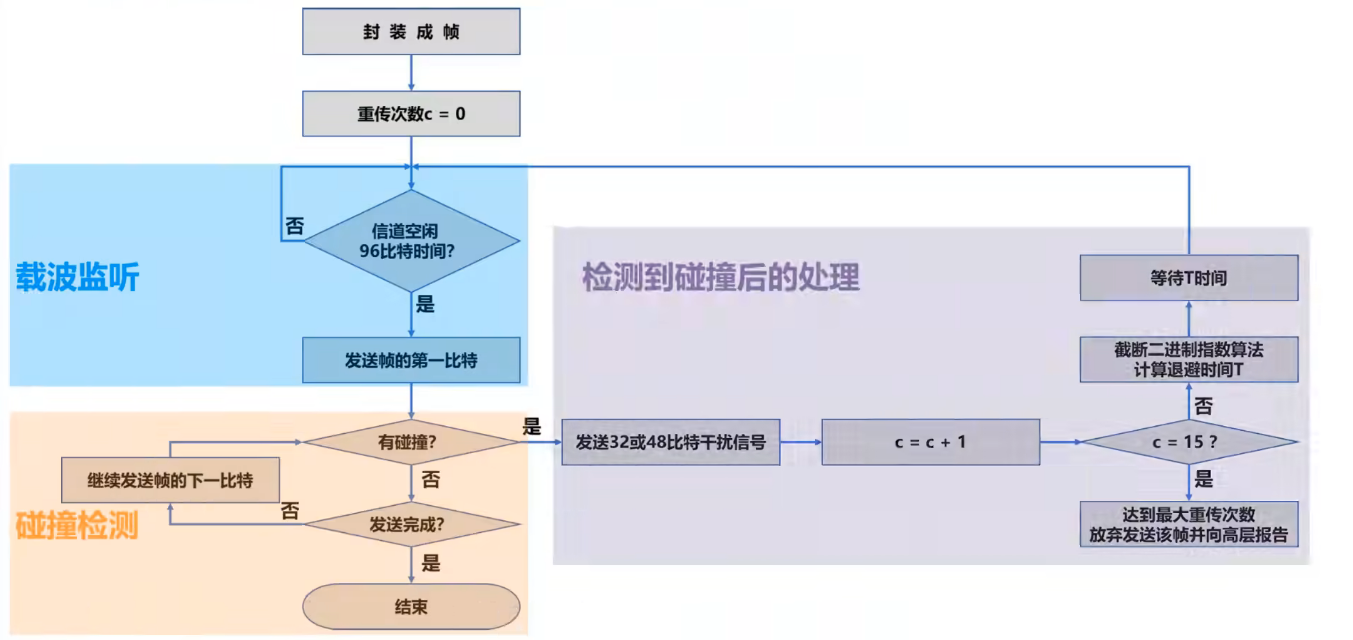 封 装 成 帧
重传次数c = 0
载波监听
否
信道空闲
96比特时间?
是
发送帧的第一比特
碰撞检测
有碰撞?
是
否
继续发送帧的下一比特
否
发送完成?
是
结束
检测到碰撞后的处理
发送32或48比特干扰信号
c = c + 1
c = 15 ?
否
截断二进制指数算法
计算退避时间T
等待T时间
是
达到最大重传次数
放弃发送该帧并向高层报告